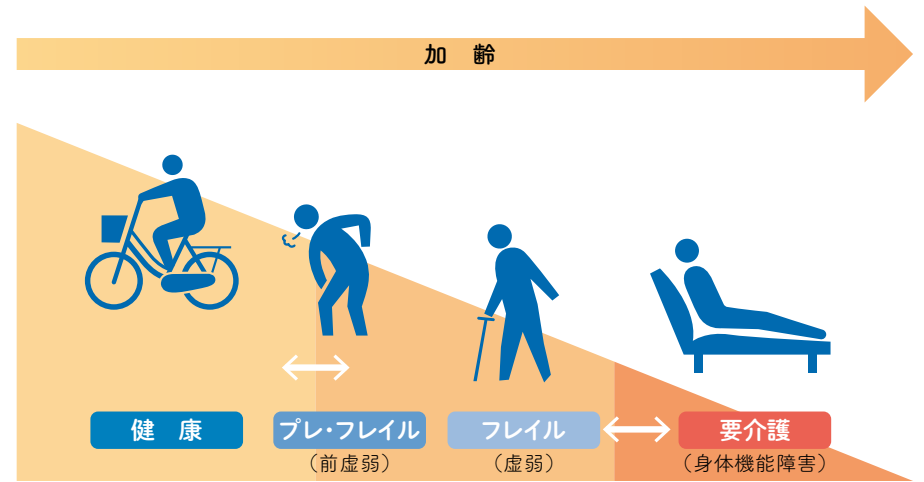 加 齢
健 康
プレ・フレイル
（前虚弱）
フレイル
（虚弱）
要介護
（身体機能障害）